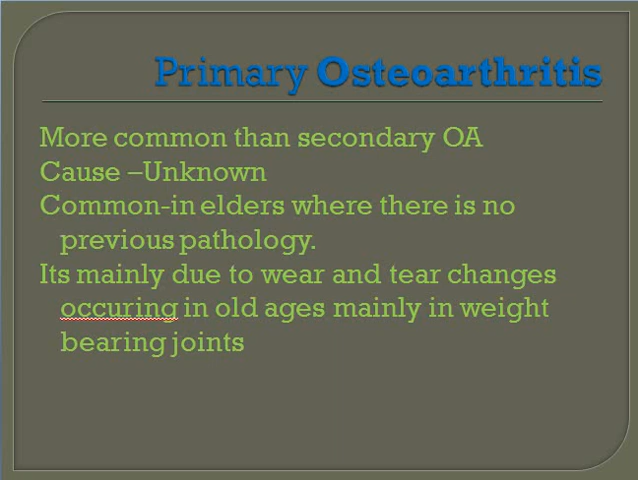 Primary Osteoarthritis
More common than secondary OA
Cause –Unknown
Common-in elders where there is no
previous pathology.
Its mainly due to wear and tear changes
occuring in old ages mainly in weight
bearing joints